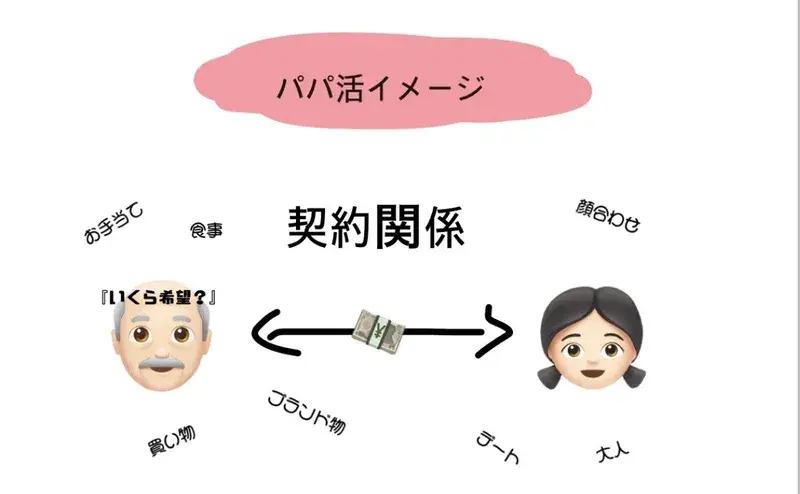 パパ活イメージ
お手当て
食事
契約関係
顔合わせ
『いくら希望？』
ブランド物
買い物
デート
大人